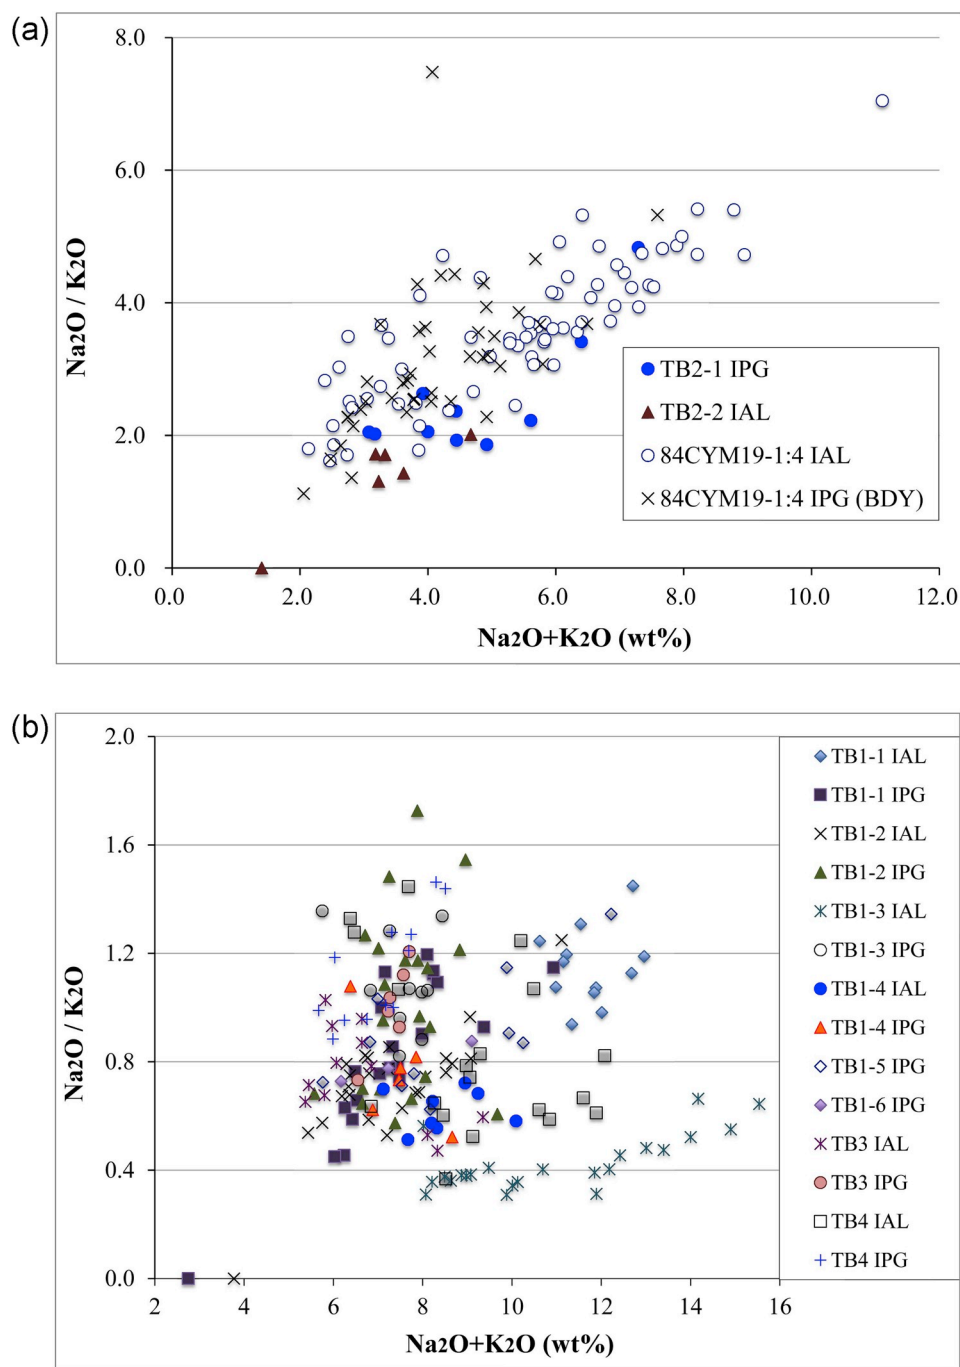 (a)
8.0
6.0
4.0
2.0
0.0
Na2O / K2O
TB2-1 IPG
TB2-2 IAL
84CYM19-1:4 IAL
84CYM19-1:4 IPG (BDY)
0.0 2.0 4.0 6.0 8.0 10.0 12.0
Na2O+K2O (wt%)
(b)
2.0
1.6
1.2
0.8
0.4
0.0
Na2O / K2O
TB1-1 IAL
TB1-1 IPG
TB1-2 IAL
TB1-2 IPG
TB1-3 IAL
TB1-3 IPG
TB1-4 IAL
TB1-4 IPG
TB1-5 IPG
TB1-6 IPG
TB3 IAL
TB3 IPG
TB4 IAL
TB4 IPG
2 4 6 8 10 12 14 16
Na2O+K2O (wt%)